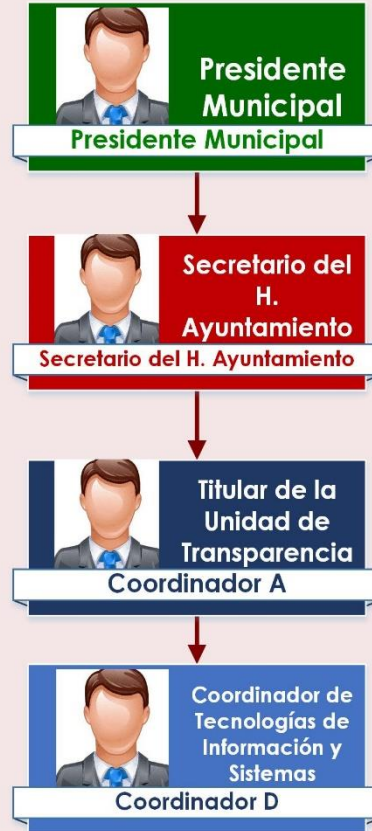 Presidente
Municipal
Presidente Municipal
Secretario del
H.
Ayuntamiento
Secretario del H. Ayuntamiento
Titular de la
Unidad de
Transparencia
Coordinador A
Coordinador de
Tecnologías de
Información y
Sistemas
Coordinador D